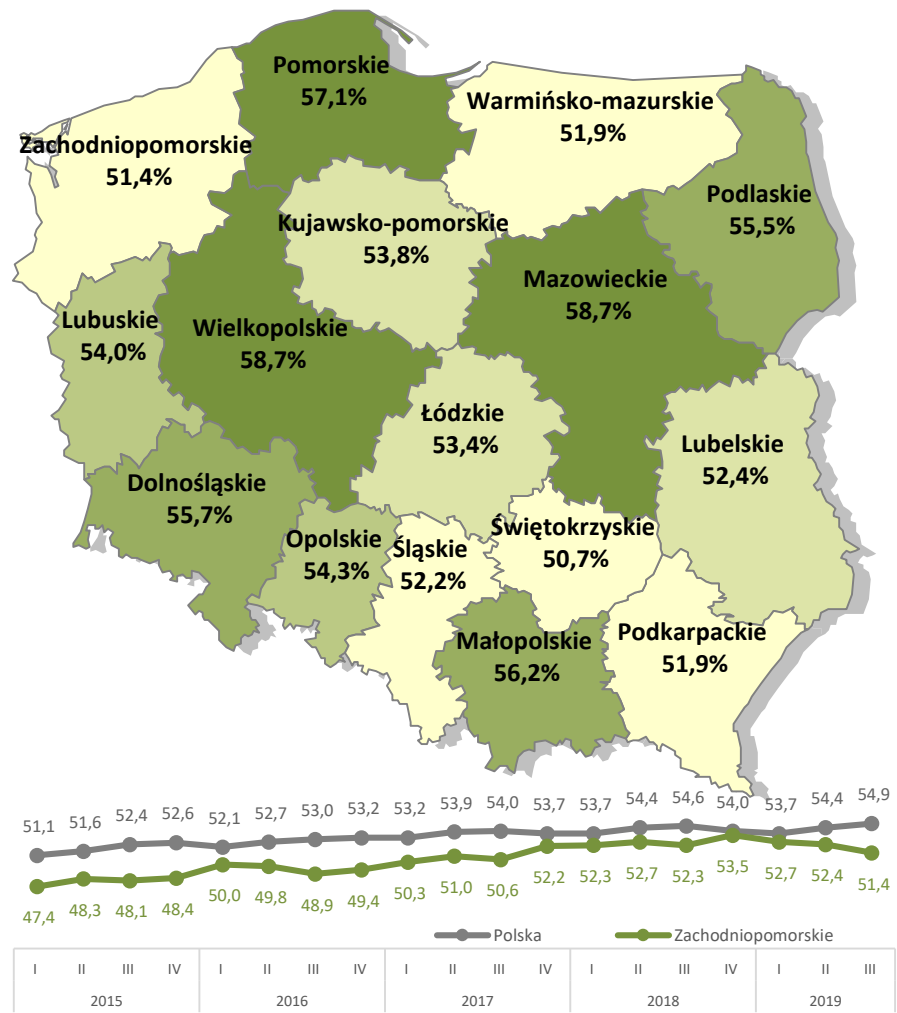 Pomorskie
57,1%
Warmińsko-mazurskie
51,9%
Zachodniopomorskie
51,4%
Podlaskie
55,5%
Kujawsko-pomorskie
53,8%
Mazowieckie
58,7%
Lubuskie
54,0%
Wielkopolskie
58,7%
Łódzkie
53,4%
Lubelskie
52,4%
Dolnośląskie
55,7%
Opolskie
54,3%
Śląskie
52,2%
Świętokrzyskie
50,7%
Małopolskie
56,2%
Podkarpackie
51,9%
51,1 51,6 52,4 52,6 52,1 52,7 53,0 53,2 53,2 53,9 54,0 53,7 53,7 54,4 54,6 54,0 53,7 54,4 54,9
47,4 48,3 48,1 48,4 50,0 49,8 48,9 49,4 50,3 51,0 50,6 52,2 52,3 52,7 52,3 53,5 52,7 52,4 51,4
Polska Zachodniopomorskie
I II III IV I II III IV I II III IV I II III IV I II III
2015 2016 2017 2018 2019